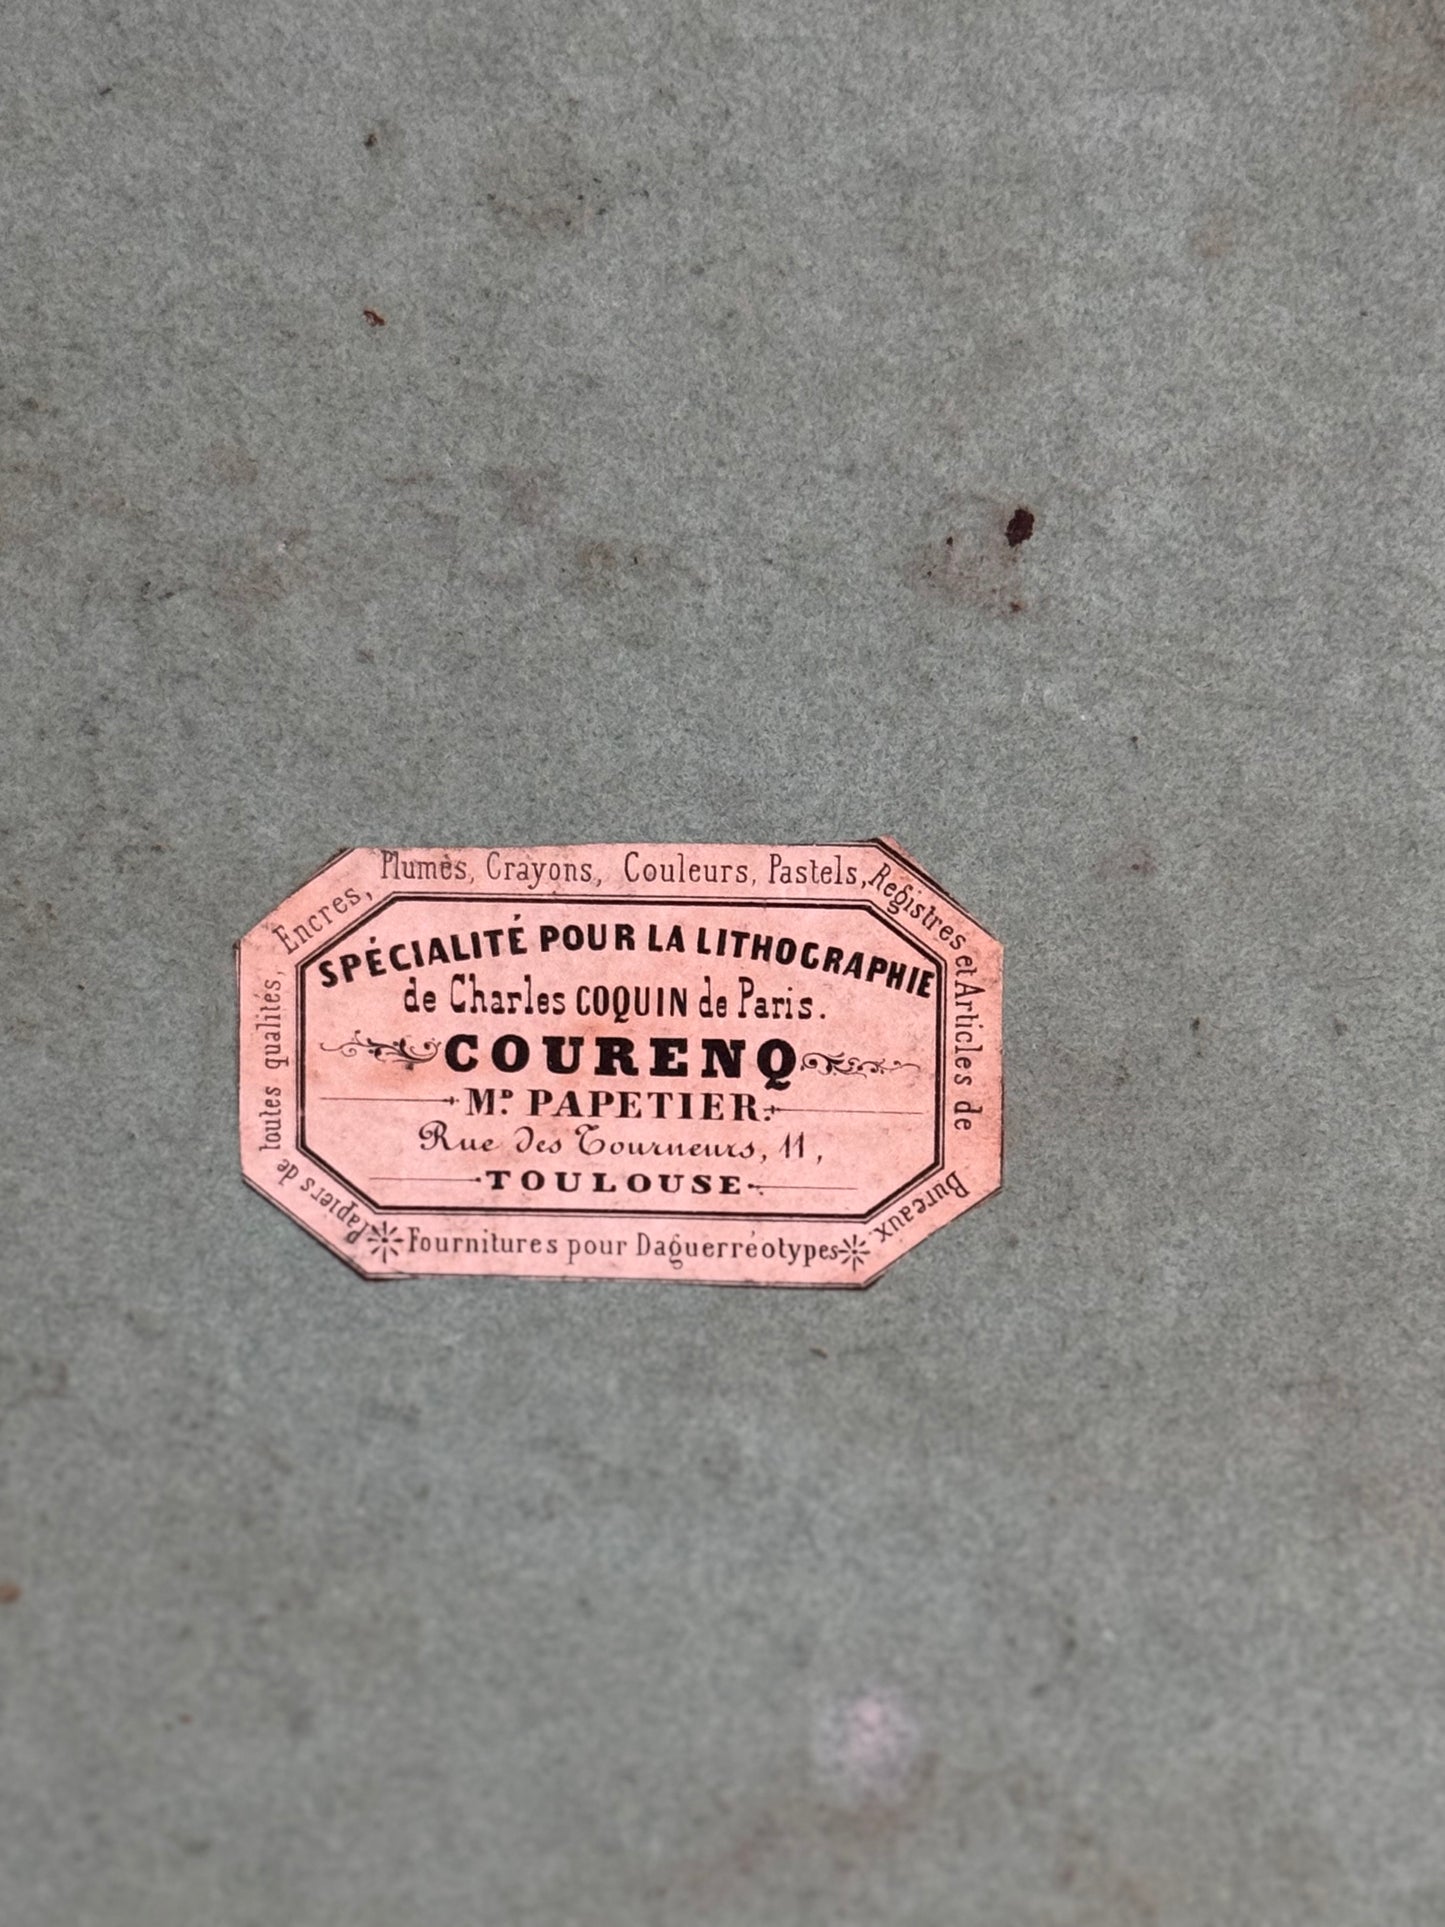 Papiers de toutes qualités, Encres, Plumes, Crayons, Couleurs, Pastels, Registres et Articles de Bureaux.
SPÉCIALITÉ POUR LA LITHOGRAPHIE
de Charles COQUIN de Paris.
COURENQ
Mᴰ. PAPETIER.
Rue des Tourneurs, 11,
TOULOUSE
Fournitures pour Daguerréotypes